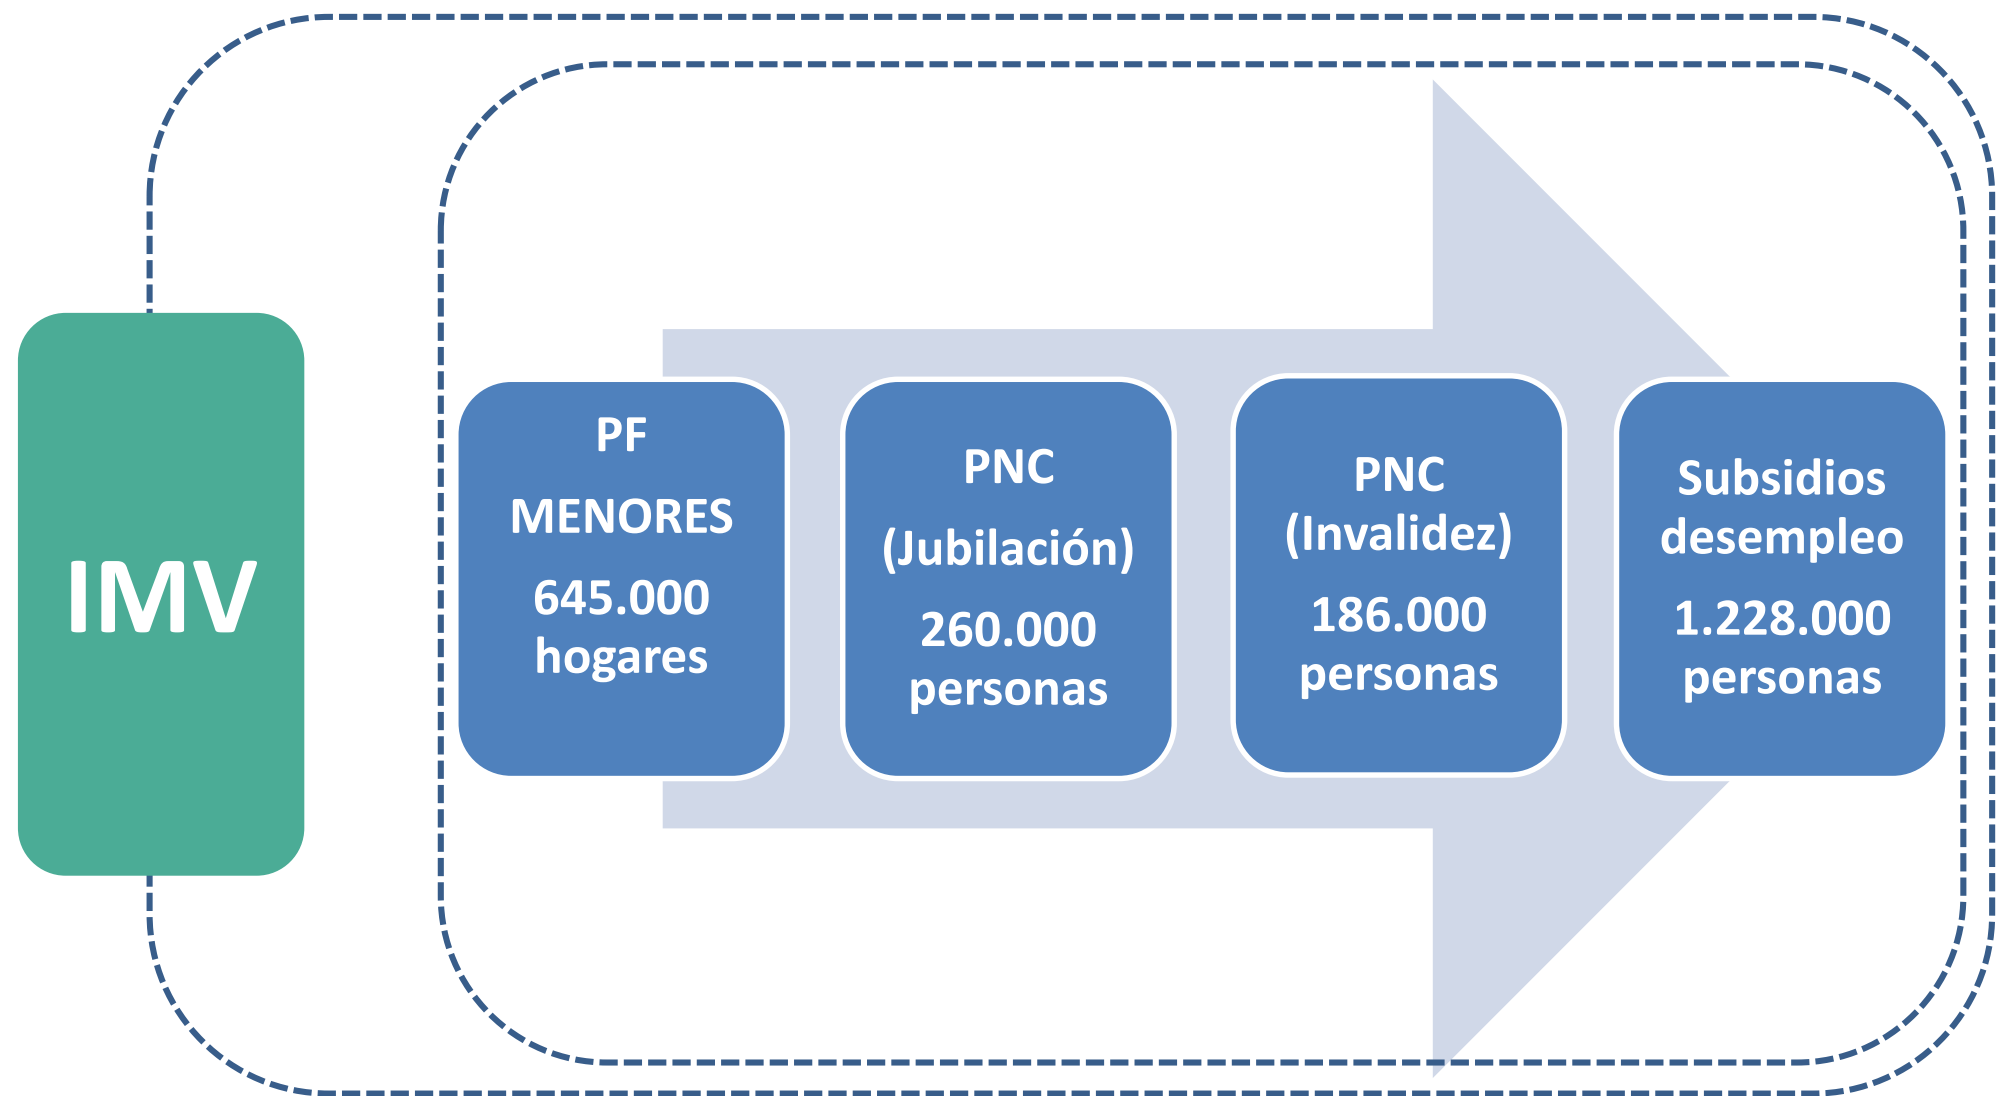 IMV
PF
MENORES
645.000
hogares
PNC
(Jubilación)
260.000
personas
PNC
(Invalidez)
186.000
personas
Subsidios
desempleo
1.228.000
personas